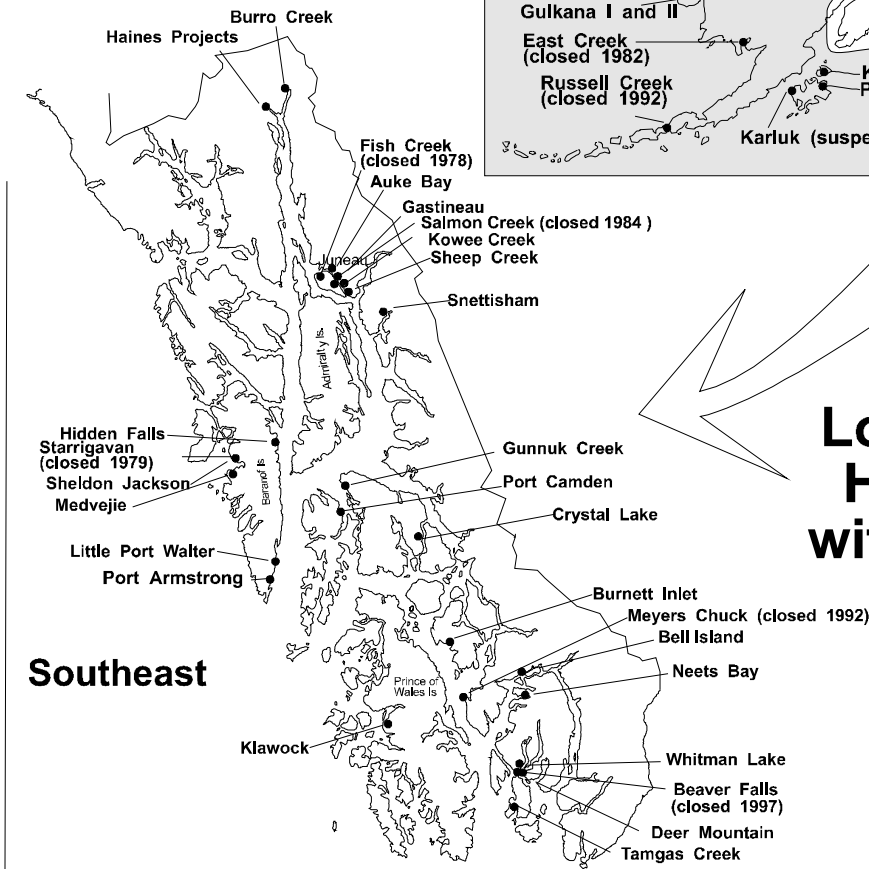 Burro Creek
Haines Projects
Gulkana I and II
East Creek
(closed 1982)
Russell Creek
(closed 1992)
K
P
Karluk (suspe
Fish Creek
(closed 1978)
Auke Bay
Gastineau
Salmon Creek (closed 1984 )
Kowee Creek
Sheep Creek
Juneau
Snettisham
Admiralty Is.
Hidden Falls
Starrigavan
(closed 1979)
Sheldon Jackson
Medvejie
Baranof Is
Gunnuk Creek
Port Camden
Crystal Lake
Lo
H
wit
Little Port Walter
Port Armstrong
Burnett Inlet
Meyers Chuck (closed 1992)
Bell Island
Neets Bay
Southeast
Prince of
Wales Is
Klawock
Whitman Lake
Beaver Falls
(closed 1997)
Deer Mountain
Tamgas Creek